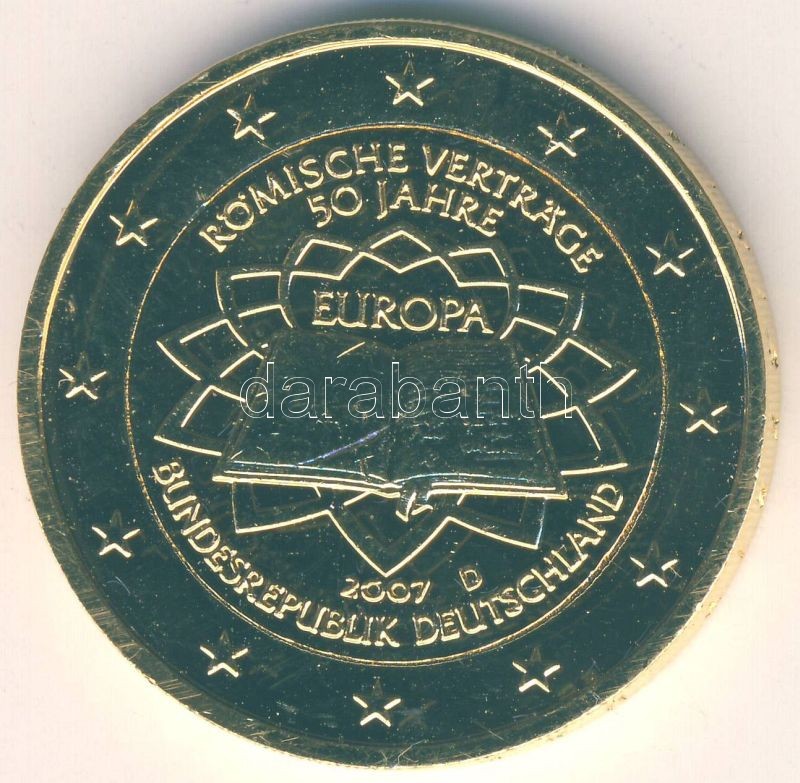 RÖMISCHE VERTRÄGE
50 JAHRE
EUROPA
darabanth
2007 D
BUNDESREPUBLIK DEUTSCHLAND